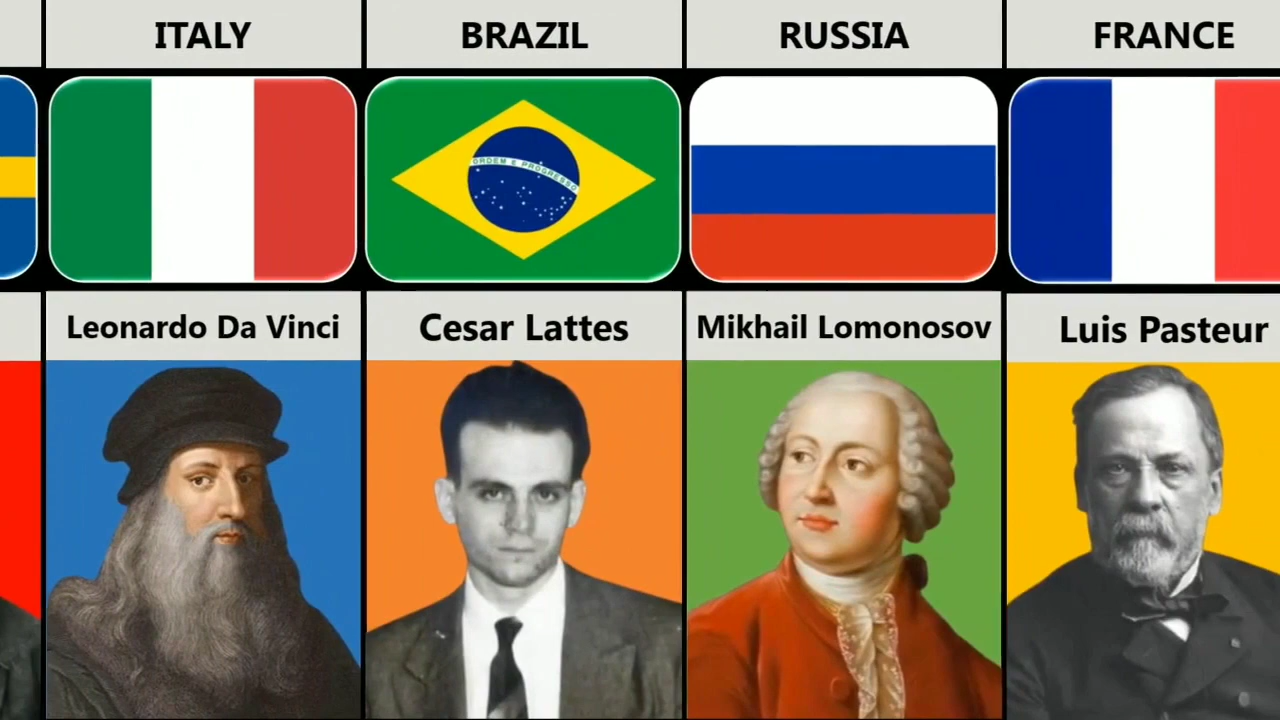 ITALY
BRAZIL
RUSSIA
FRANCE
ORDEM E PROGRESSO
Leonardo Da Vinci
Cesar Lattes
Mikhail Lomonosov
Luis Pasteur